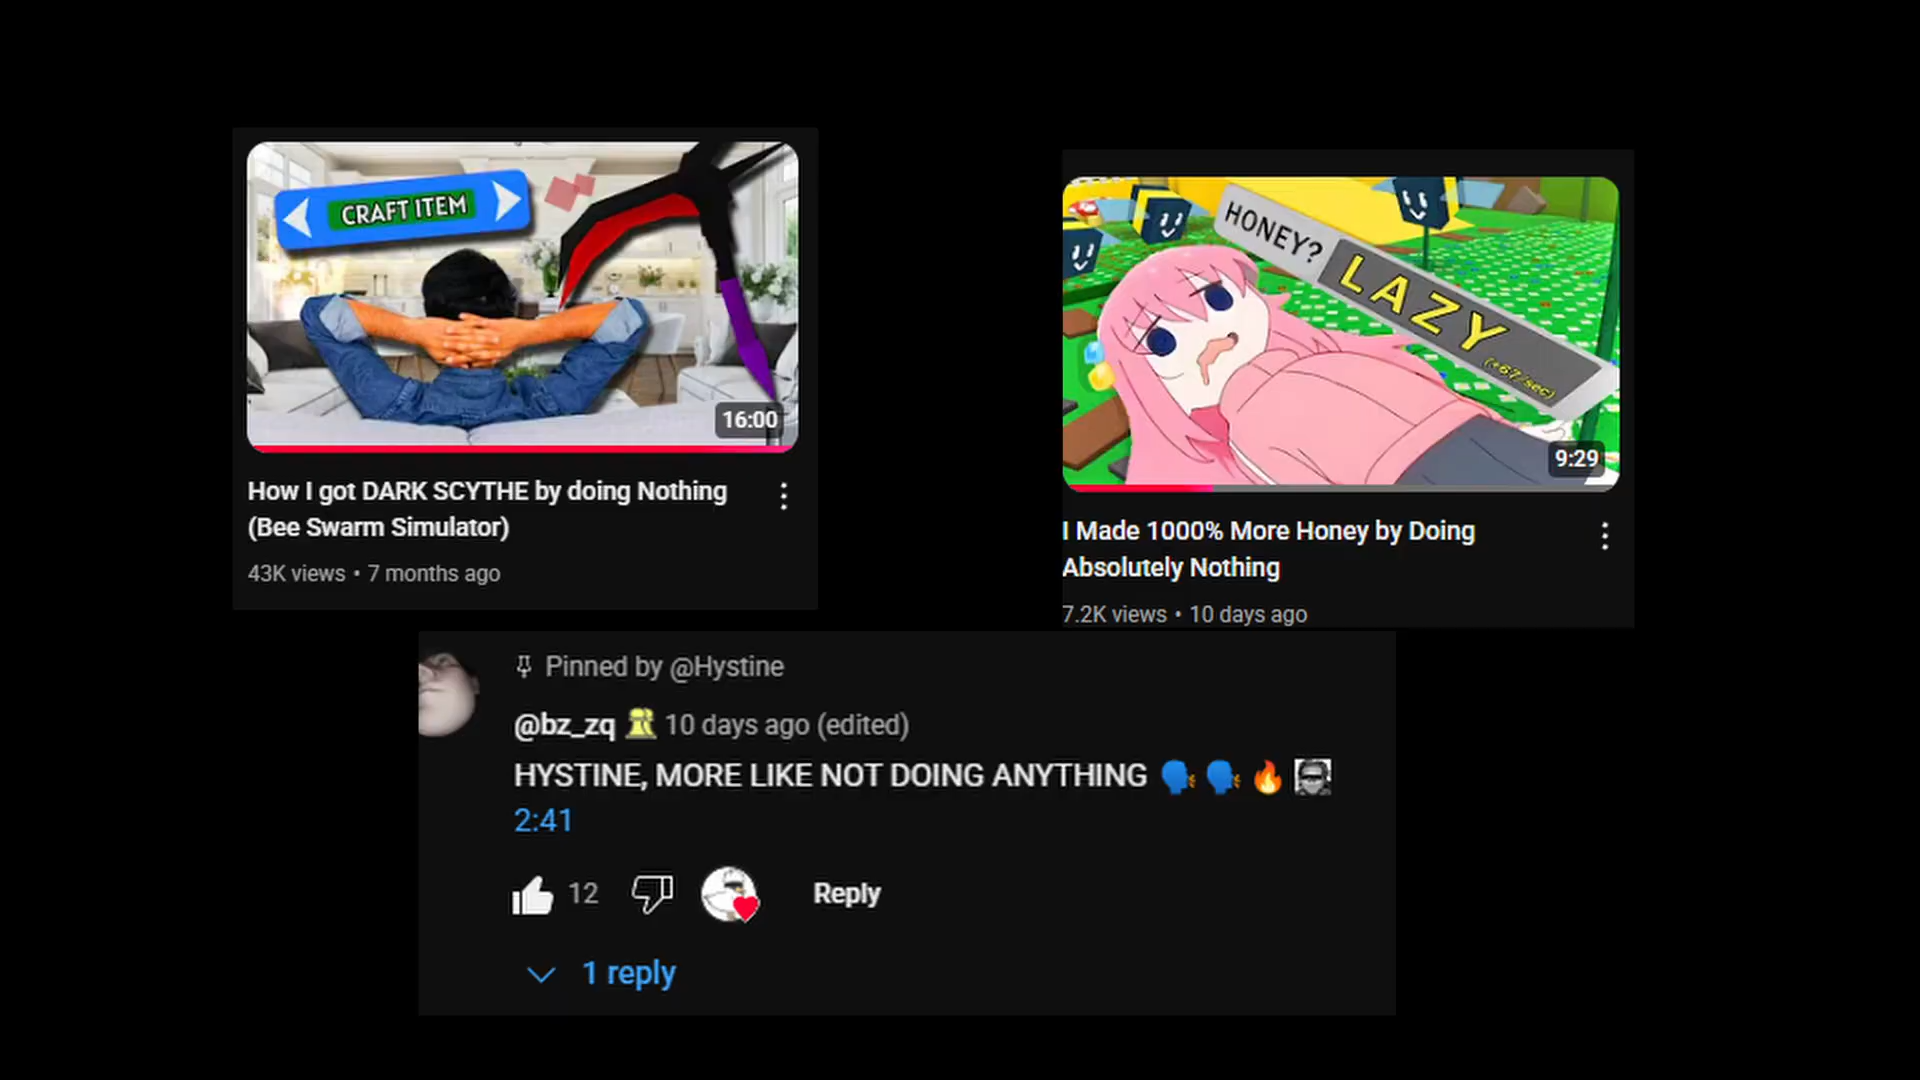 CRAFT ITEM
16:00
How I got DARK SCYTHE by doing Nothing
(Bee Swarm Simulator)
43K views • 7 months ago
HONEY?
LAZY
(+67/sec)
9:29
I Made 1000% More Honey by Doing
Absolutely Nothing
7.2K views • 10 days ago
Pinned by @Hystine
@bz_zq 10 days ago (edited)
HYSTINE, MORE LIKE NOT DOING ANYTHING 🗣️🗣️🔥
2:41
12
Reply
1 reply